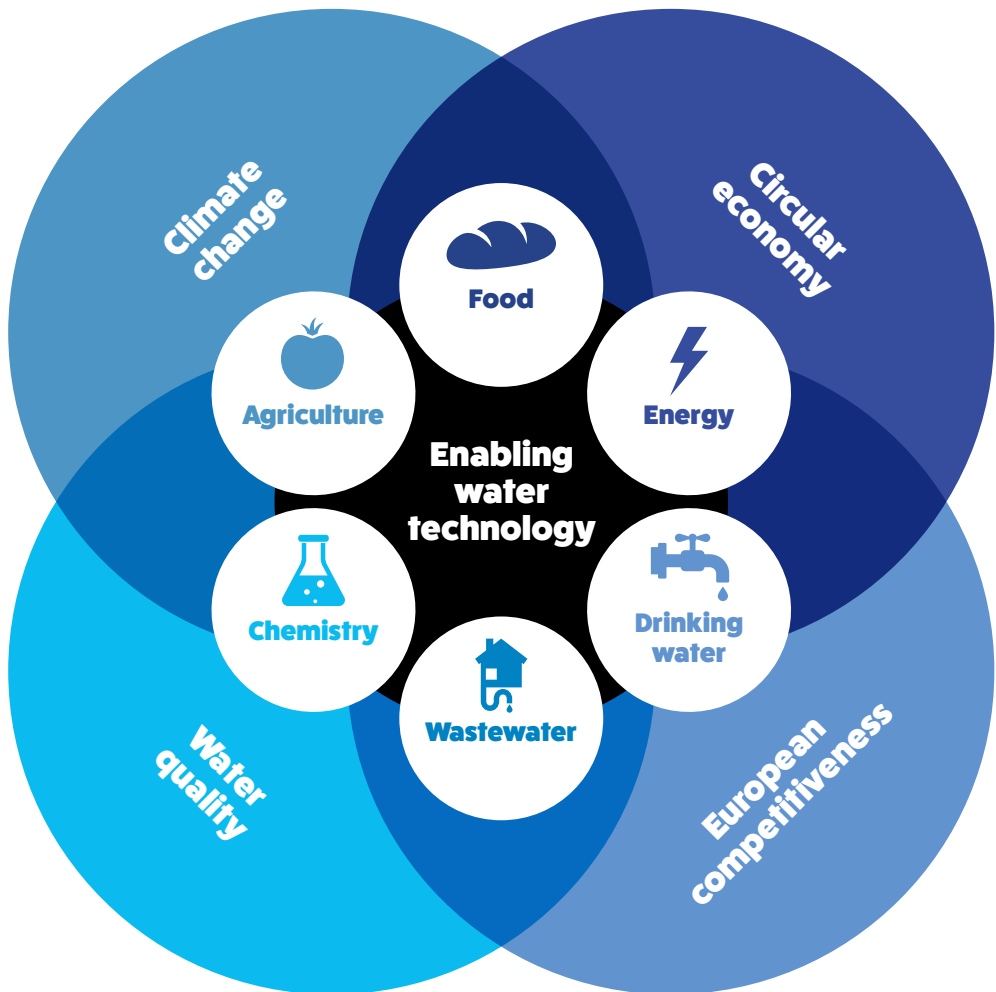 Climate
change
Circular
economy
Food
Agriculture
Energy
Enabling
water
technology
Chemistry
Drinking
water
Wastewater
Water
quality
European
competitiveness